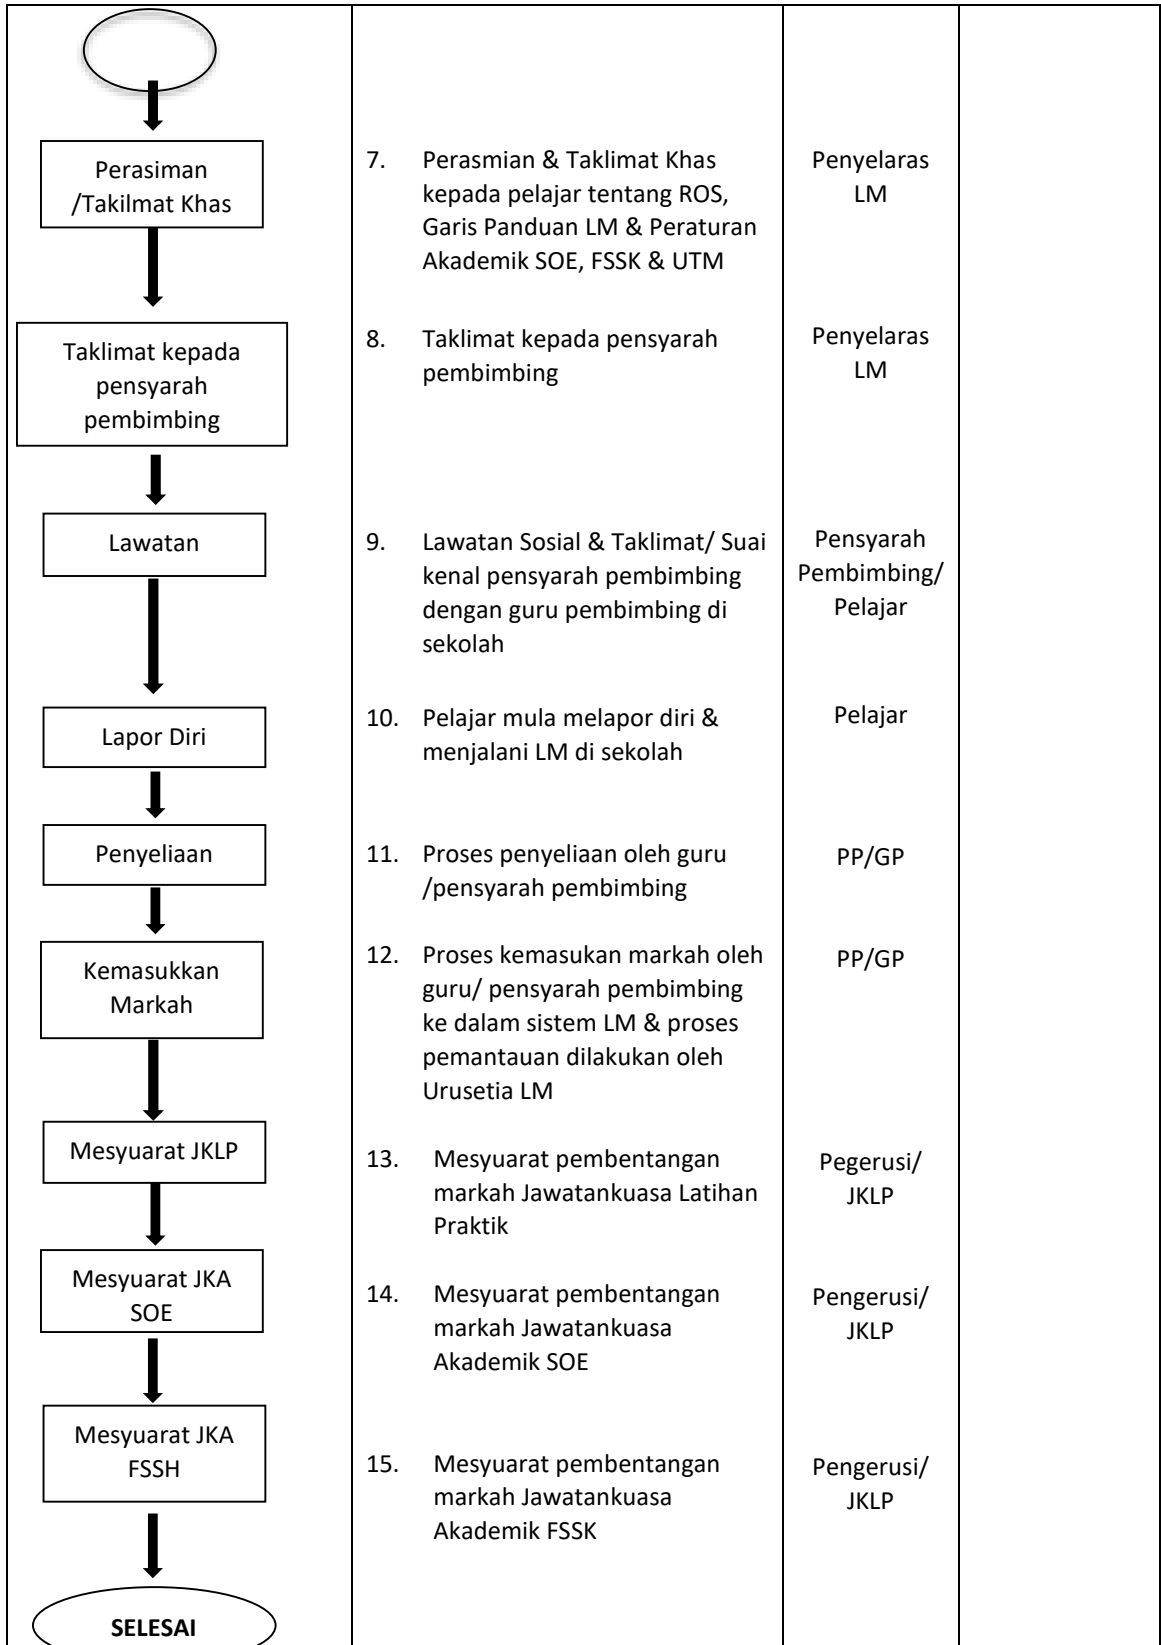 Perasiman
/Takilmat Khas
7. Perasmian & Taklimat Khas
kepada pelajar tentang ROS,
Garis Panduan LM & Peraturan
Akademik SOE, FSSK & UTM
Penyelaras
LM
Taklimat kepada
pensyarah
pembimbing
8. Taklimat kepada pensyarah
pembimbing
Penyelaras
LM
Lawatan
9. Lawatan Sosial & Taklimat/ Suai
kenal pensyarah pembimbing
dengan guru pembimbing di
sekolah
Pensyarah
Pembimbing/
Pelajar
Lapor Diri
10. Pelajar mula melapor diri &
menjalani LM di sekolah
Pelajar
Penyeliaan
11. Proses penyeliaan oleh guru
/pensyarah pembimbing
PP/GP
Kemasukkan
Markah
12. Proses kemasukan markah oleh
guru/ pensyarah pembimbing
ke dalam sistem LM & proses
pemantauan dilakukan oleh
Urusetia LM
PP/GP
Mesyuarat JKLP
13. Mesyuarat pembentangan
markah Jawatankuasa Latihan
Praktik
Pegerusi/
JKLP
Mesyuarat JKA
SOE
14. Mesyuarat pembentangan
markah Jawatankuasa
Akademik SOE
Pengerusi/
JKLP
Mesyuarat JKA
FSSH
15. Mesyuarat pembentangan
markah Jawatankuasa
Akademik FSSK
Pengerusi/
JKLP
SELESAI